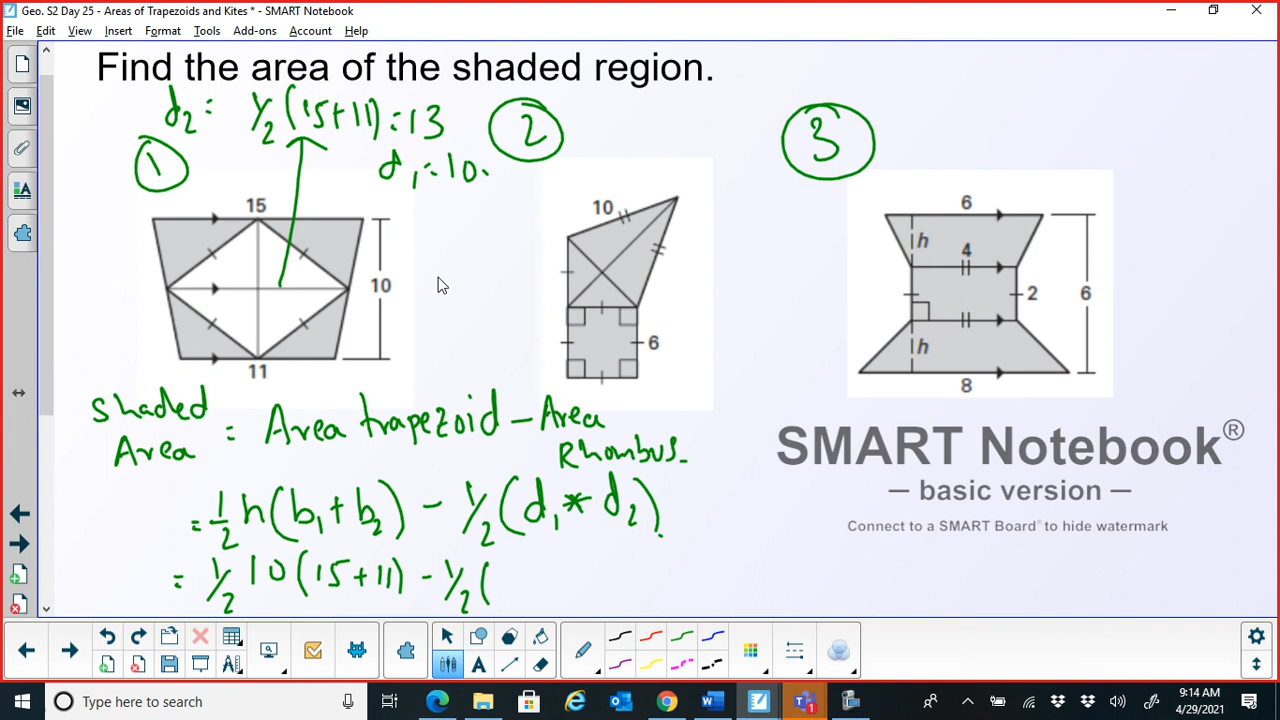 Geo. S2 Day 25 - Areas of Trapezoids and Kites * - SMART Notebook
File Edit View Insert Format Tools Add-ons Account Help
Find the area of the shaded region.
d₂ = ½(15+11) = 13
d₁ = 10.
1
2
3
15
10
11
10
6
6
h
4
2
6
h
8
Shaded Area = Area trapezoid - Area Rhombus
= ½ h(b₁+b₂) - ½(d₁*d₂)
= ½ 10(15+11) - ½(
SMART Notebook®
— basic version —
Connect to a SMART Board® to hide watermark
Type here to search
9:14 AM
4/29/2021